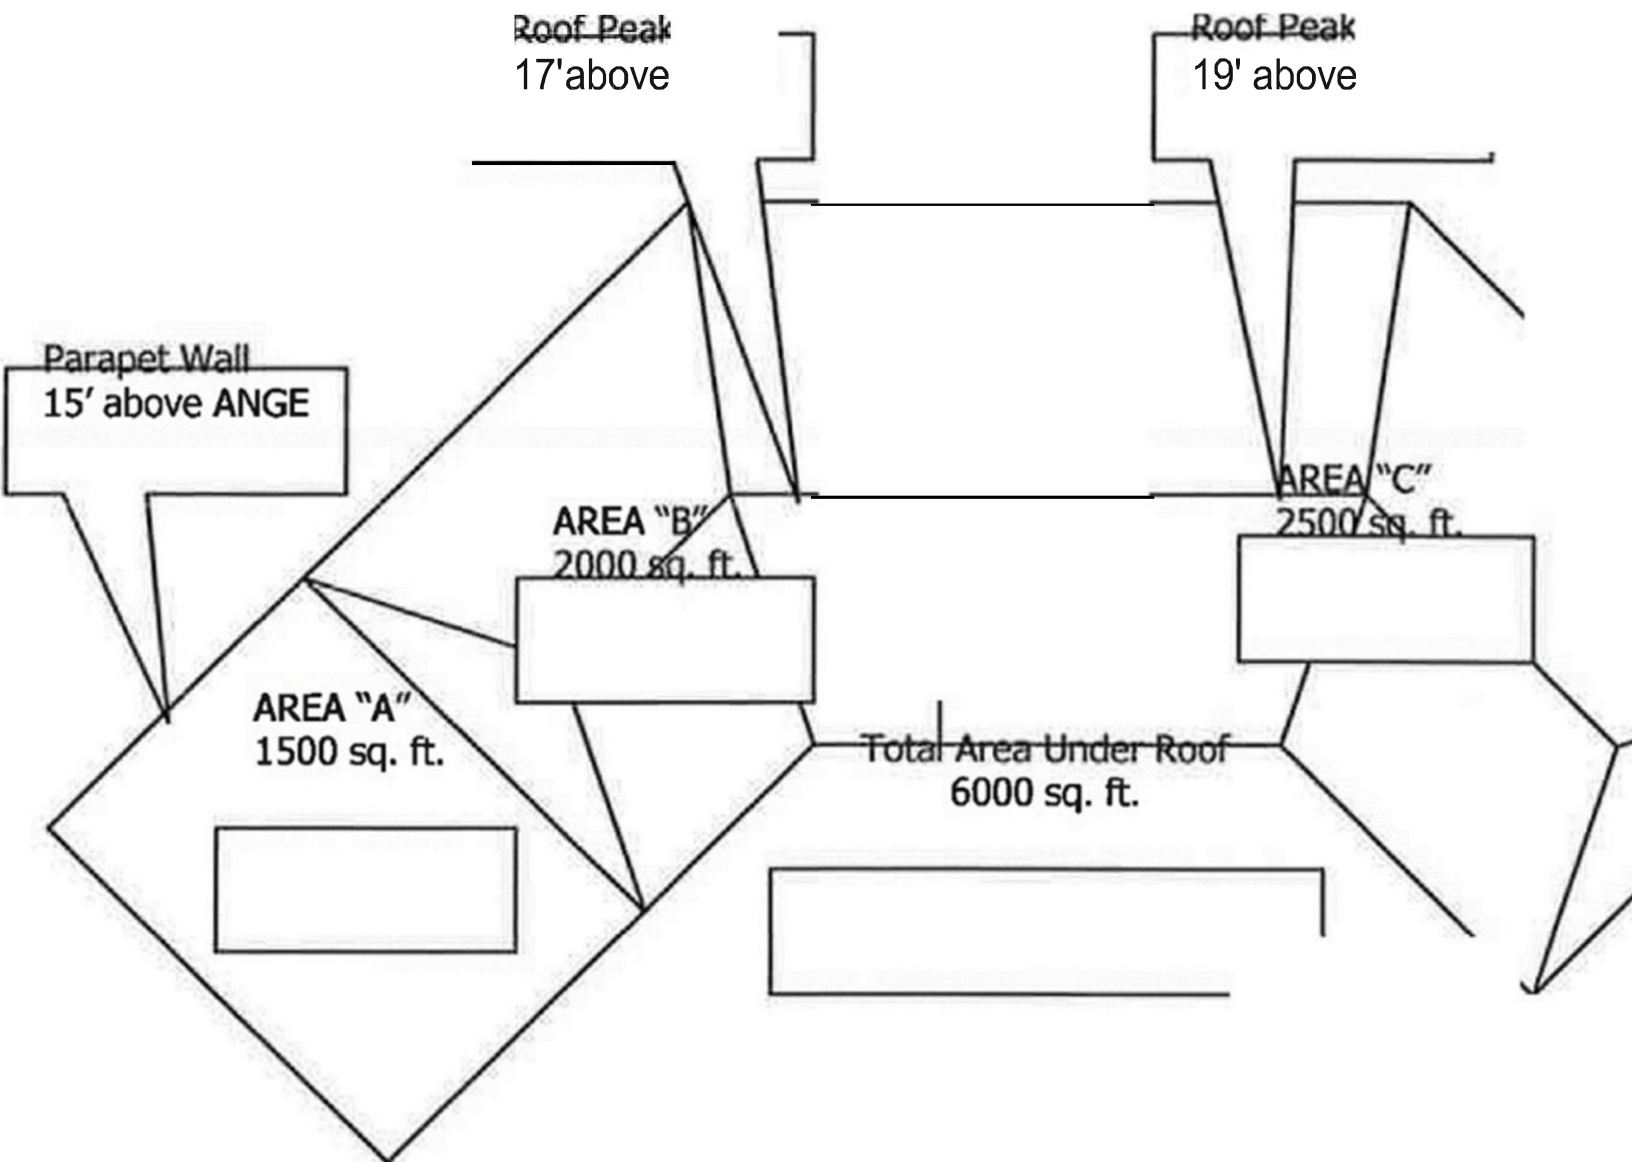 Roof Peak
17'above
Roof Peak
19' above
Parapet Wall
15' above ANGE
AREA "B"
2000 sq. ft.
AREA "C"
2500 sq. ft.
AREA "A"
1500 sq. ft.
Total Area Under Roof
6000 sq. ft.